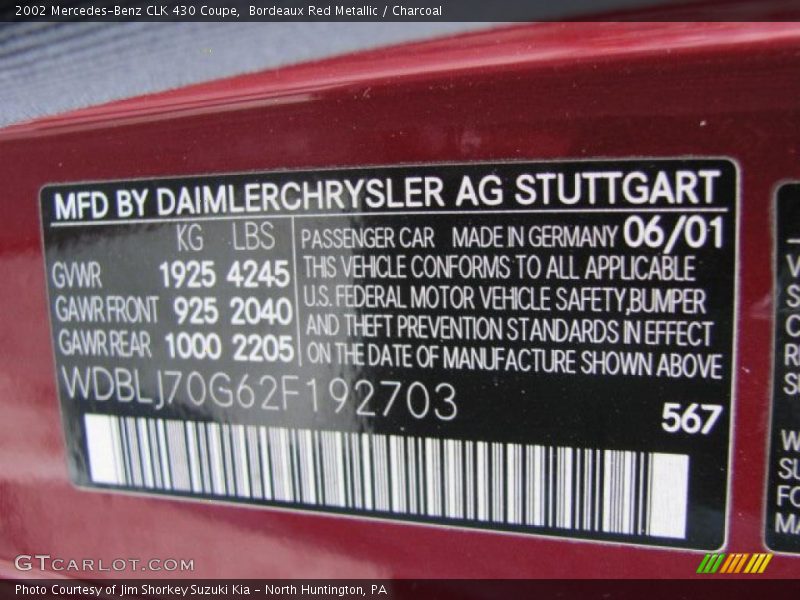 2002 Mercedes-Benz CLK 430 Coupe, Bordeaux Red Metallic / Charcoal
MFD BY DAIMLERCHRYSLER AG STUTTGART
KG LBS
GVWR 1925 4245
GAWR FRONT 925 2040
GAWR REAR 1000 2205
PASSENGER CAR MADE IN GERMANY 06/01
THIS VEHICLE CONFORMS TO ALL APPLICABLE
U.S. FEDERAL MOTOR VEHICLE SAFETY,BUMPER
AND THEFT PREVENTION STANDARDS IN EFFECT
ON THE DATE OF MANUFACTURE SHOWN ABOVE
WDBLJ70G62F192703
567
GTCARLOT.COM
Photo Courtesy of Jim Shorkey Suzuki Kia - North Huntington, PA